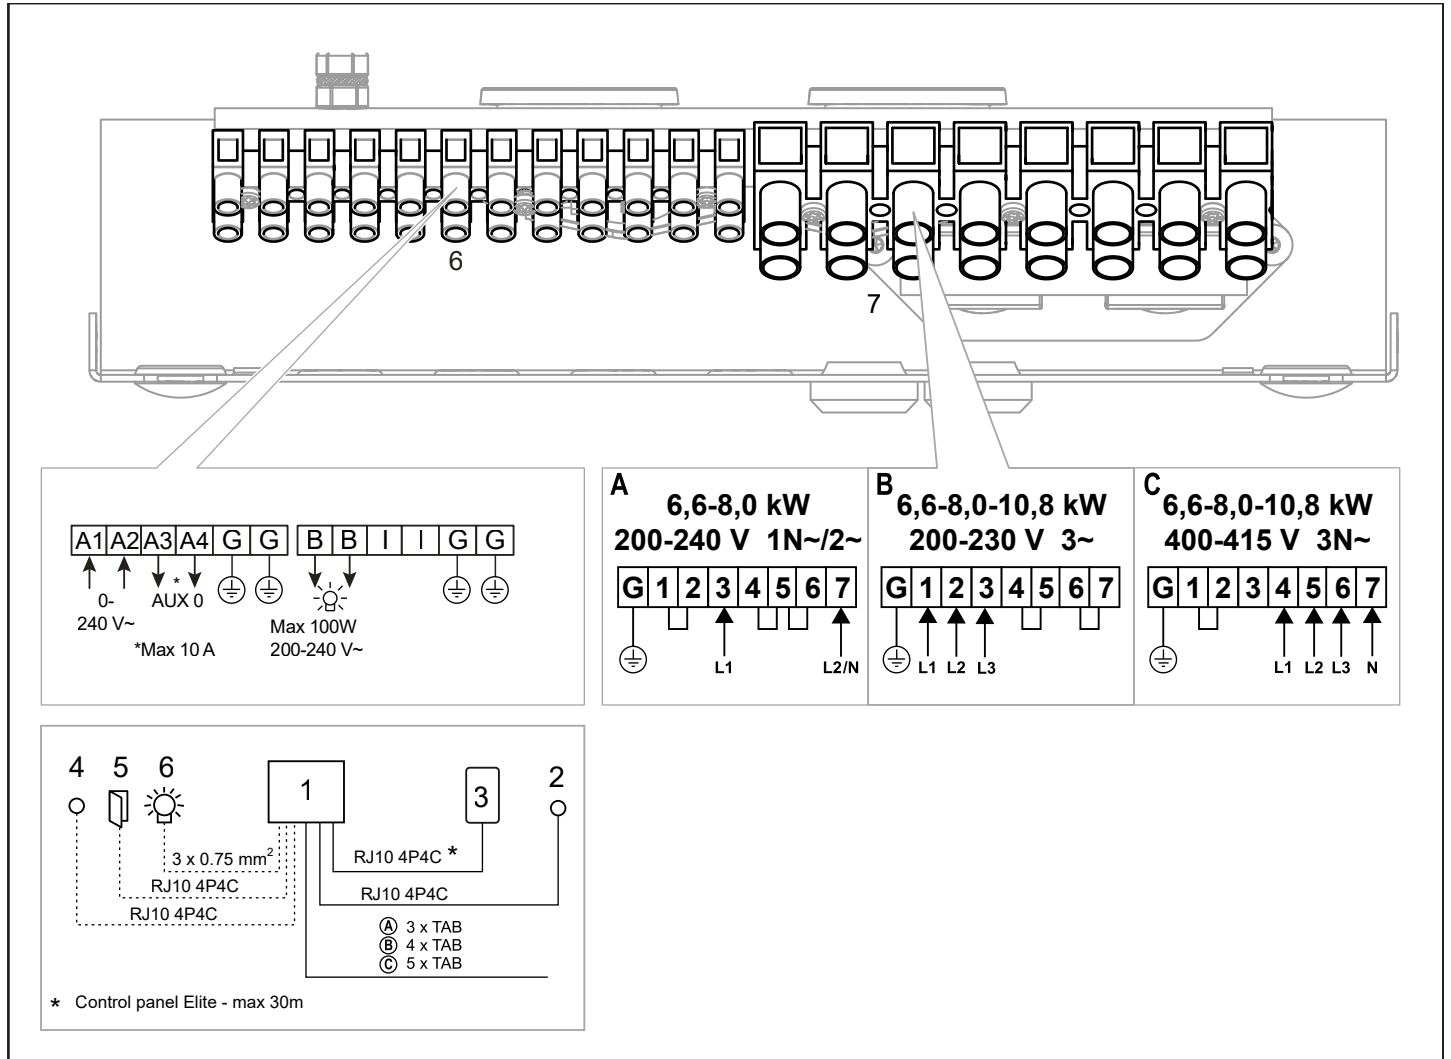 6
7
A1 A2 A3 A4 G G B B I I G G
0-
240 V~
*
AUX 0
*Max 10 A
Max 100W
200-240 V~
A
6,6-8,0 kW
200-240 V 1N~/2~
G 1 2 3 4 5 6 7
L1 L2/N
B
6,6-8,0-10,8 kW
200-230 V 3~
G 1 2 3 4 5 6 7
L1 L2 L3
C
6,6-8,0-10,8 kW
400-415 V 3N~
G 1 2 3 4 5 6 7
L1 L2 L3 N
4 5 6 1 3 2
3 x 0.75 mm²
RJ10 4P4C *
RJ10 4P4C
RJ10 4P4C
RJ10 4P4C
Ⓐ 3 x TAB
Ⓑ 4 x TAB
Ⓒ 5 x TAB
* Control panel Elite - max 30m